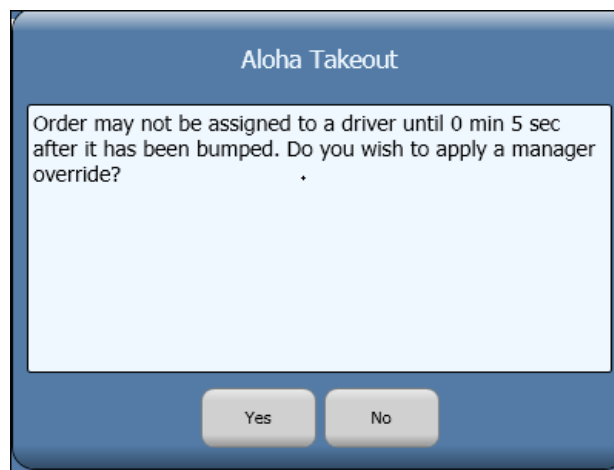 Aloha Takeout
Order may not be assigned to a driver until 0 min 5 sec
after it has been bumped. Do you wish to apply a manager
override?
Yes
No